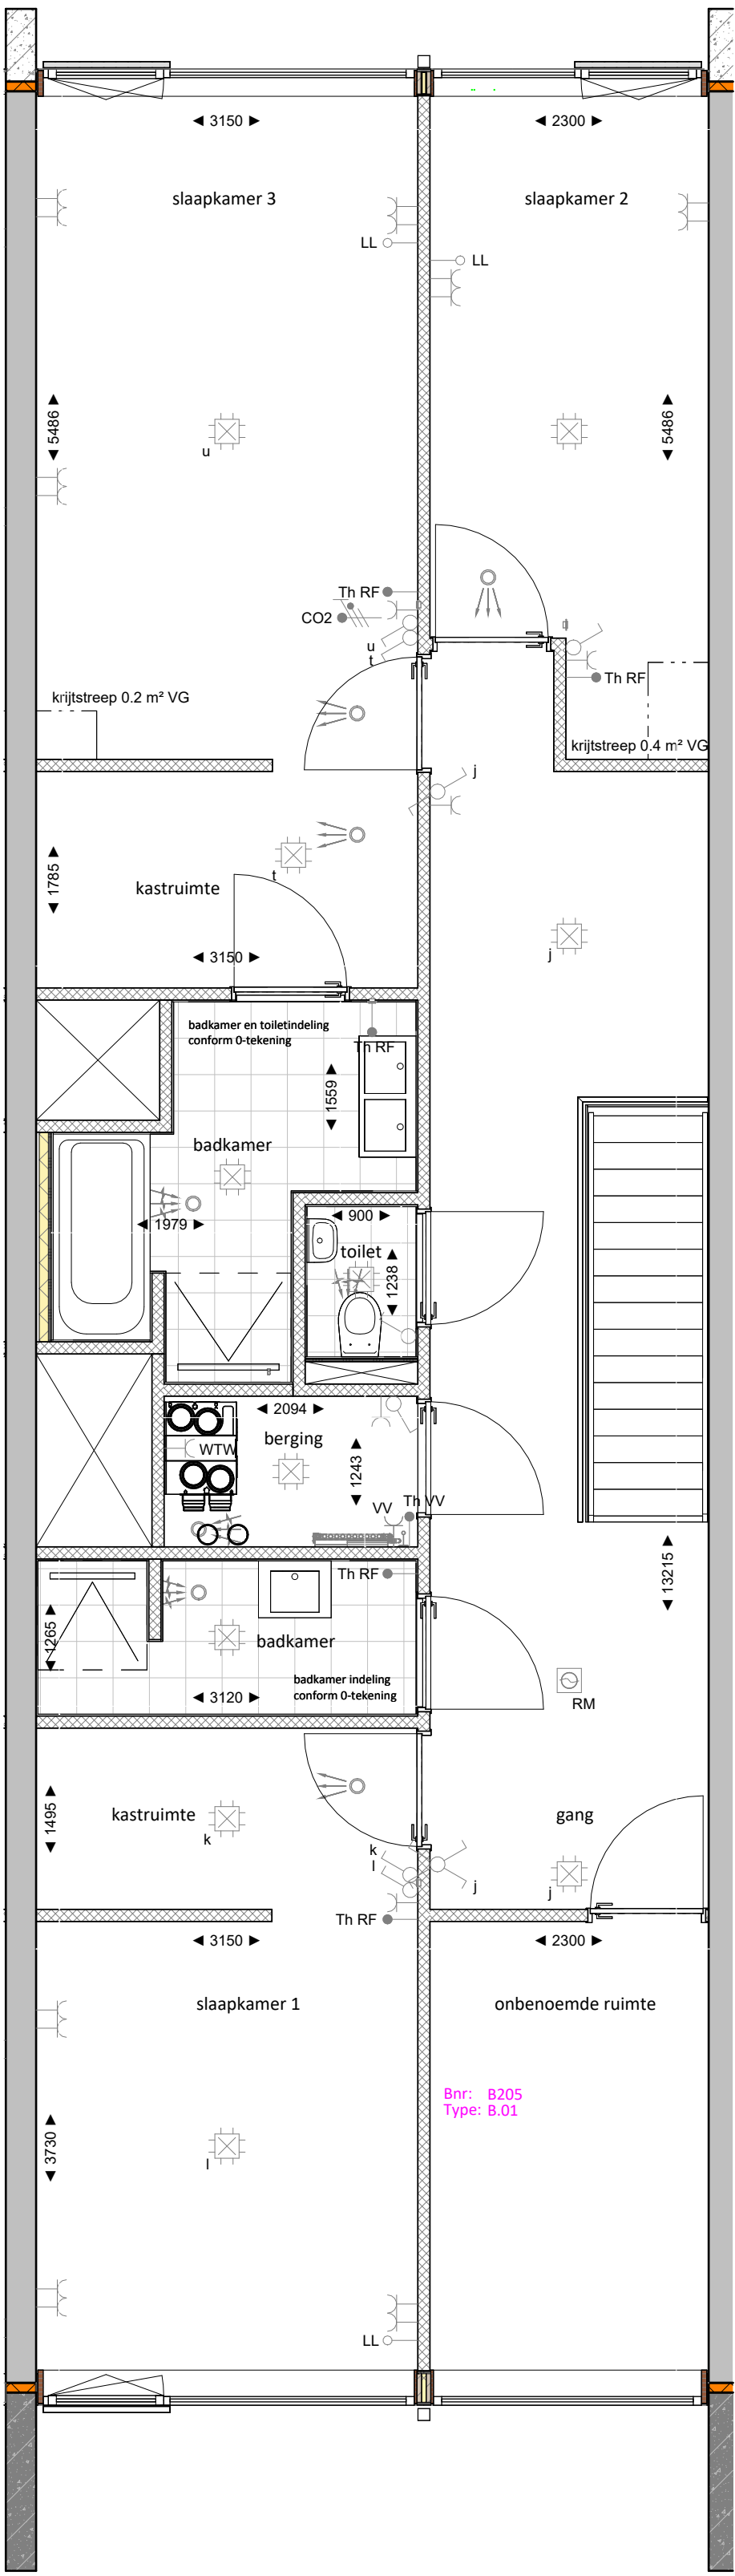 3150
2300
slaapkamer 3
slaapkamer 2
LL
LL
5486
5486
u
Th RF
CO2
u
t
Th RF
krijtstreep 0.2 m² VG
krijtstreep 0.4 m² VG
j
1785
t
kastruimte
j
3150
badkamer en toiletindeling
conform 0-tekening
Th RF
1559
badkamer
1979
900
toilet
1238
2094
berging
WTW
1243
VV
Th VV
13215
Th RF
1265
badkamer
badkamer indeling
conform 0-tekening
3120
RM
1495
kastruimte
gang
k
k
l
j
j
Th RF
3150
2300
slaapkamer 1
onbenoemde ruimte
Bnr: B205
Type: B.01
3730
l
LL